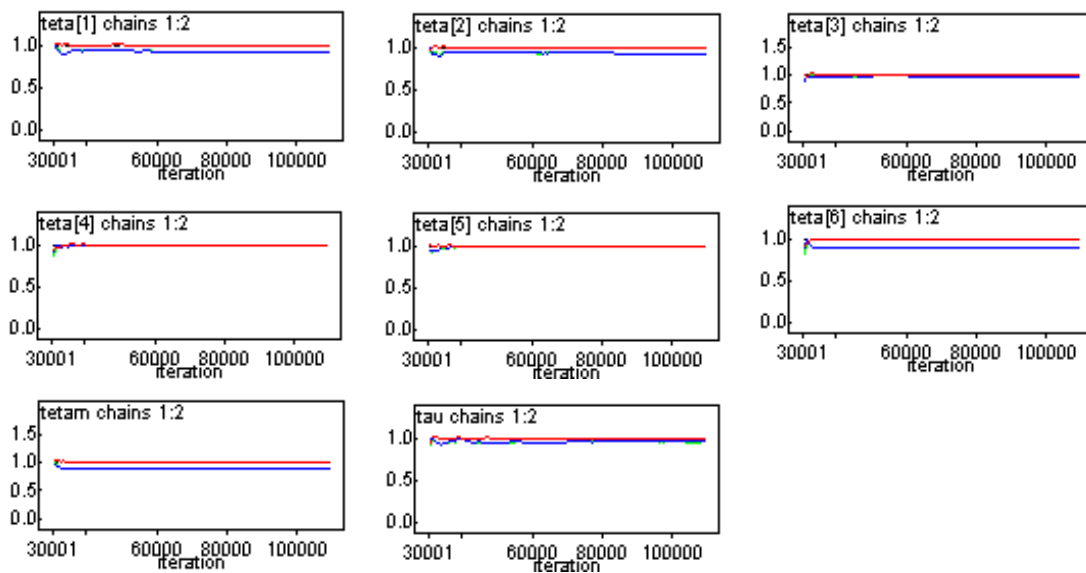 teta[1] chains 1:2
1.0
0.5
0.0
30001 60000 80000 100000
iteration
teta[2] chains 1:2
1.0
0.5
0.0
30001 60000 80000 100000
iteration
teta[3] chains 1:2
1.5
1.0
0.5
0.0
30001 60000 80000 100000
iteration
teta[4] chains 1:2
1.0
0.5
0.0
30001 60000 80000 100000
iteration
teta[5] chains 1:2
1.0
0.5
0.0
30001 60000 80000 100000
iteration
teta[6] chains 1:2
1.0
0.5
0.0
30001 60000 80000 100000
iteration
tetam chains 1:2
1.5
1.0
0.5
0.0
30001 60000 80000 100000
iteration
tau chains 1:2
1.0
0.5
0.0
30001 60000 80000 100000
iteration